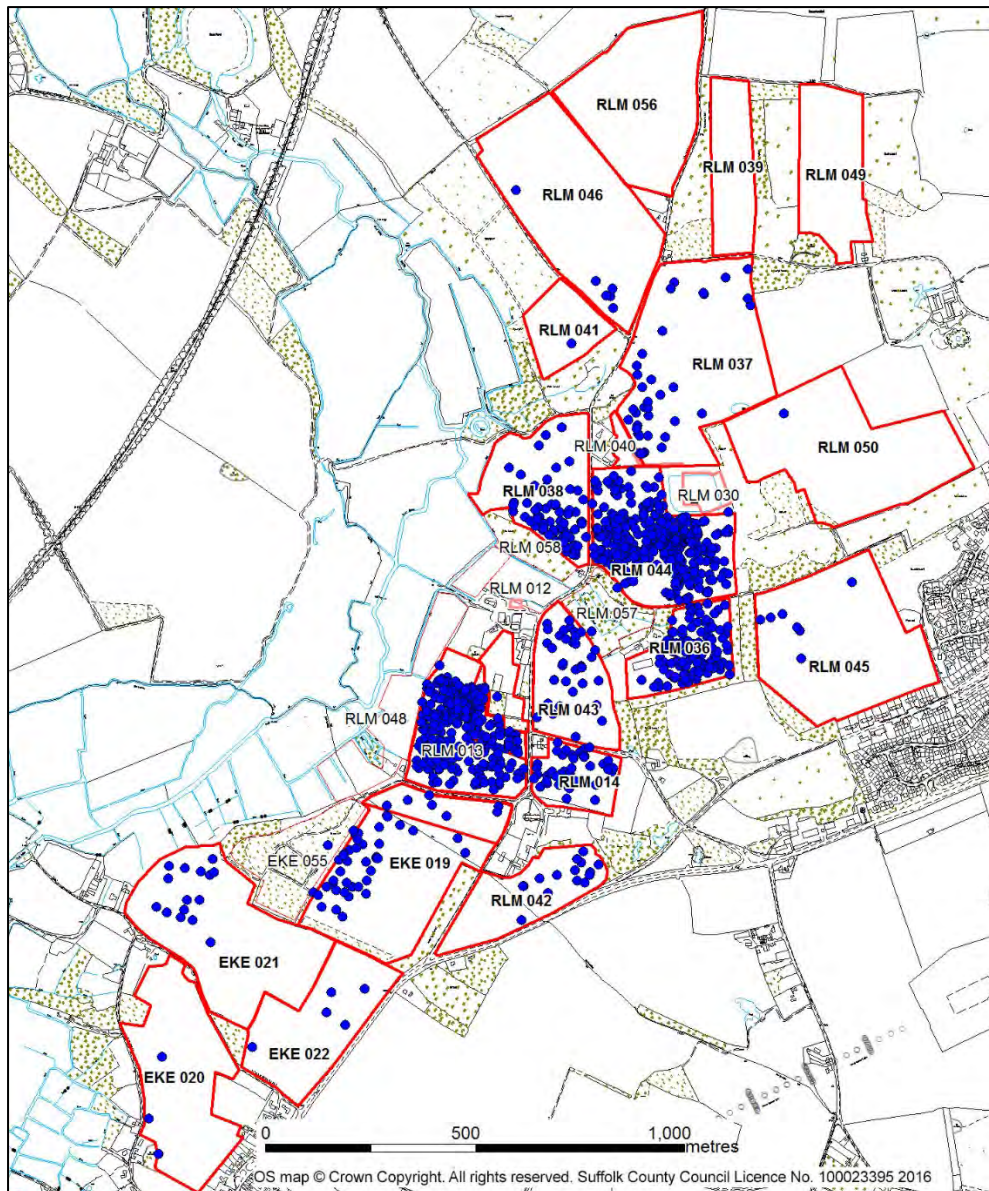 RLM 056
RLM 039
RLM 049
RLM 046
RLM 041
RLM 037
RLM 040
RLM 050
RLM 038
RLM 030
RLM 058
RLM 044
RLM 012
RLM 057
RLM 036
RLM 045
RLM 048
RLM 043
RLM 013
RLM 014
EKE 055
EKE 019
RLM 042
EKE 021
EKE 022
EKE 020
0 500 1,000
metres
OS map © Crown Copyright. All rights reserved. Suffolk County Council Licence No. 100023395 2016